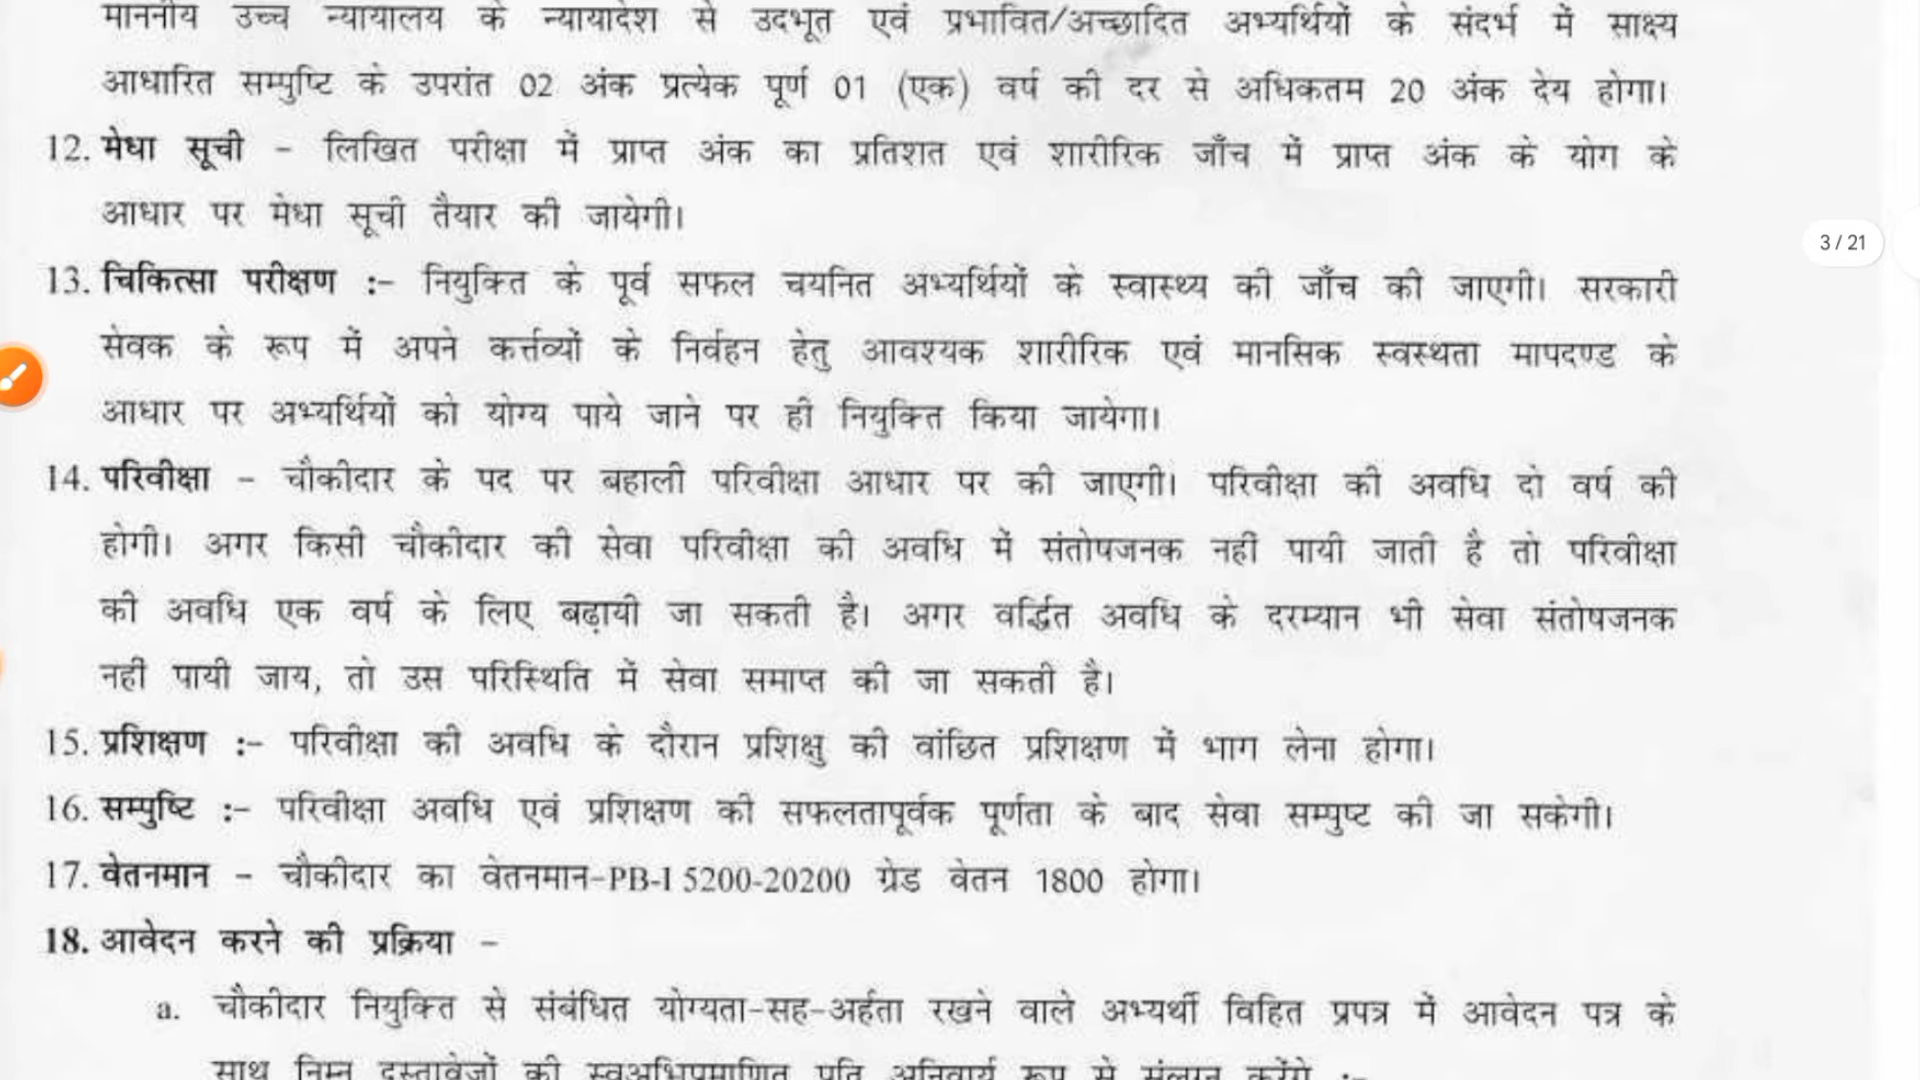 माननीय उच्च न्यायालय के न्यायादेश से उदभूत एवं प्रभावित/अच्छादित अभ्यर्थियों के संदर्भ में साक्ष्य
आधारित सम्पुष्टि के उपरांत 02 अंक प्रत्येक पूर्ण 01 (एक) वर्ष की दर से अधिकतम 20 अंक देय होगा।
12. मेधा सूची - लिखित परीक्षा में प्राप्त अंक का प्रतिशत एवं शारीरिक जाँच में प्राप्त अंक के योग के
आधार पर मेधा सूची तैयार की जायेगी।
3 / 21
13. चिकित्सा परीक्षण :- नियुक्ति के पूर्व सफल चयनित अभ्यर्थियों के स्वास्थ्य की जाँच की जाएगी। सरकारी
सेवक के रूप में अपने कर्त्तव्यों के निर्वहन हेतु आवश्यक शारीरिक एवं मानसिक स्वस्थता मापदण्ड के
आधार पर अभ्यर्थियों को योग्य पाये जाने पर ही नियुक्ति किया जायेगा।
14. परिवीक्षा - चौकीदार के पद पर बहाली परिवीक्षा आधार पर की जाएगी। परिवीक्षा की अवधि दो वर्ष की
होगी। अगर किसी चौकीदार की सेवा परिवीक्षा की अवधि में संतोषजनक नहीं पायी जाती है तो परिवीक्षा
की अवधि एक वर्ष के लिए बढ़ायी जा सकती है। अगर वर्द्धित अवधि के दरम्यान भी सेवा संतोषजनक
नहीं पायी जाय, तो उस परिस्थिति में सेवा समाप्त की जा सकती है।
15. प्रशिक्षण :- परिवीक्षा की अवधि के दौरान प्रशिक्षु की वांछित प्रशिक्षण में भाग लेना होगा।
16. सम्पुष्टि :- परिवीक्षा अवधि एवं प्रशिक्षण की सफलतापूर्वक पूर्णता के बाद सेवा सम्पुष्ट की जा सकेगी।
17. वेतनमान - चौकीदार का वेतनमान-PB-I 5200-20200 ग्रेड वेतन 1800 होगा।
18. आवेदन करने की प्रक्रिया -
a. चौकीदार नियुक्ति से संबंधित योग्यता-सह-अर्हता रखने वाले अभ्यर्थी विहित प्रपत्र में आवेदन पत्र के
साथ निम्न दस्तावेजों की स्वअभिप्रमाणित प्रति अनिवार्य रूप से संलग्न करेंगे :-